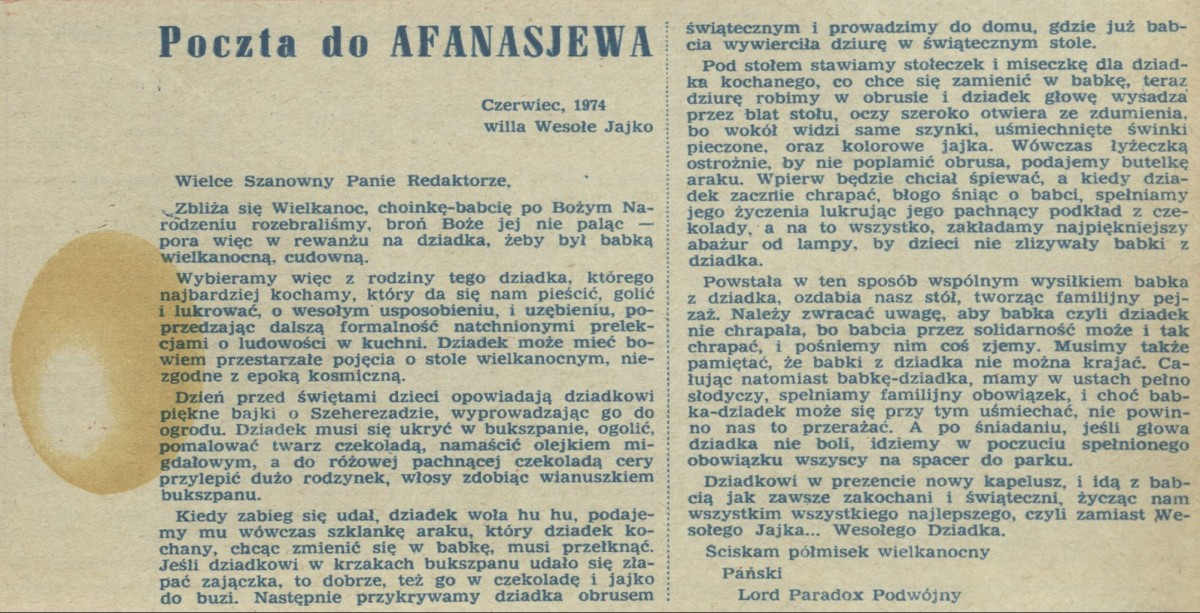 Poczta do AFANASJEWA
Czerwiec, 1974
willa Wesołe Jajko
Wielce Szanowny Panie Redaktorze,
Zbliża się Wielkanoc, choinkę-babcię po Bożym Na-
rodzeniu rozebraliśmy, broń Boże jej nie paląc —
pora więc w rewanżu na dziadka, żeby był babką
wielkanocną, cudowną.
Wybieramy więc z rodziny tego dziadka, którego
najbardziej kochamy, który da się nam pieścić, golić
i lukrować, o wesołym usposobieniu, i uzębieniu, po-
przedzając dalszą formalność natchnionymi prelek-
cjami o ludowości w kuchni. Dziadek może mieć bo-
wiem przestarzałe pojęcia o stole wielkanocnym, nie-
zgodne z epoką kosmiczną.
Dzień przed świętami dzieci opowiadają dziadkowi
piękne bajki o Szeherezadzie, wyprowadzając go do
ogrodu. Dziadek musi się ukryć w bukszpanie, ogolić,
pomalować twarz czekoladą, namaścić olejkiem mi-
gdałowym, a do różowej pachnącej czekoladą cery
przylepić dużo rodzynek, włosy zdobiąc wianuszkiem
bukszpanu.
Kiedy zabieg się udał, dziadek woła hu hu, podaje-
my mu wówczas szklankę araku, który dziadek ko-
chany, chcąc zmienić się w babkę, musi przełknąć.
Jeśli dziadkowi w krzakach bukszpanu udało się zła-
pać zajączka, to dobrze, też go w czekoladę i jajko
do buzi. Następnie przykrywamy dziadka obrusem
świątecznym i prowadzimy do domu, gdzie już bab-
cia wywierciła dziurę w świątecznym stole.
Pod stołem stawiamy stołeczek i miseczkę dla dziad-
ka kochanego, co chce się zamienić w babkę, teraz
dziurę robimy w obrusie i dziadek głowę wysadza
przez blat stołu, oczy szeroko otwiera ze zdumienia,
bo wokół widzi same szynki, uśmiechnięte świnki
pieczone, oraz kolorowe jajka. Wówczas łyżeczką
ostrożnie, by nie poplamić obrusa, podajemy butelkę
araku. Wpierw będzie chciał śpiewać, a kiedy dzia-
dek zacznie chrapać, błogo śniąc o babci, spełniamy
jego życzenia lukrując jego pachnący podkład z cze-
kolady, a na to wszystko, zakładamy najpiękniejszy
abażur od lampy, by dzieci nie zlizywały babki z
dziadka.
Powstała w ten sposób wspólnym wysiłkiem babka
z dziadka, ozdabia nasz stół, tworząc familijny pej-
zaż. Należy zwracać uwagę, aby babka czyli dziadek
nie chrapała, bo babcia przez solidarność może i tak
chrapać, i pośniemy nim coś zjemy. Musimy także
pamiętać, że babki z dziadka nie można krajać. Ca-
łując natomiast babkę-dziadka, mamy w ustach pełno
słodyczy, spełniamy familijny obowiązek, i choć bab-
ka-dziadek może się przy tym uśmiechać, nie powin-
no nas to przerażać. A po śniadaniu, jeśli głowa
dziadka nie boli, idziemy w poczuciu spełnionego
obowiązku wszyscy na spacer do parku.
Dziadkowi w prezencie nowy kapelusz, i idą z bab-
cią jak zawsze zakochani i świąteczni, życząc nam
wszystkim wszystkiego najlepszego, czyli zamiast We-
sołego Jajka... Wesołego Dziadka.
Sciskam półmisek wielkanocny
Pański
Lord Paradox Podwójny